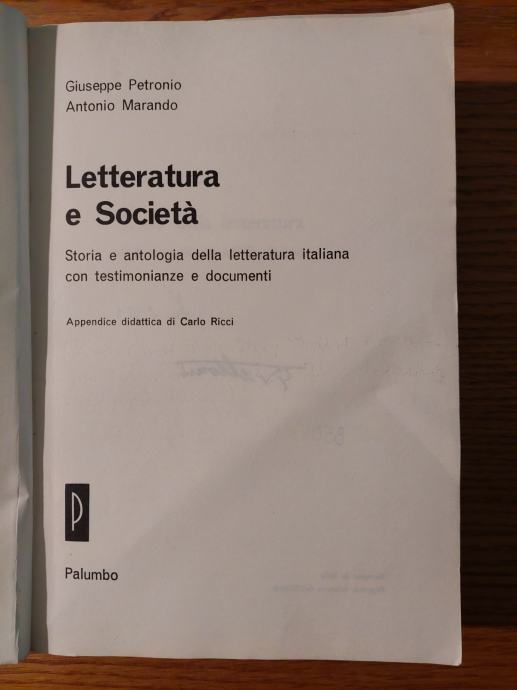 Giuseppe Petronio
Antonio Marando
Letteratura
e Società
Storia e antologia della letteratura italiana
con testimonianze e documenti
Appendice didattica di Carlo Ricci
P
Palumbo